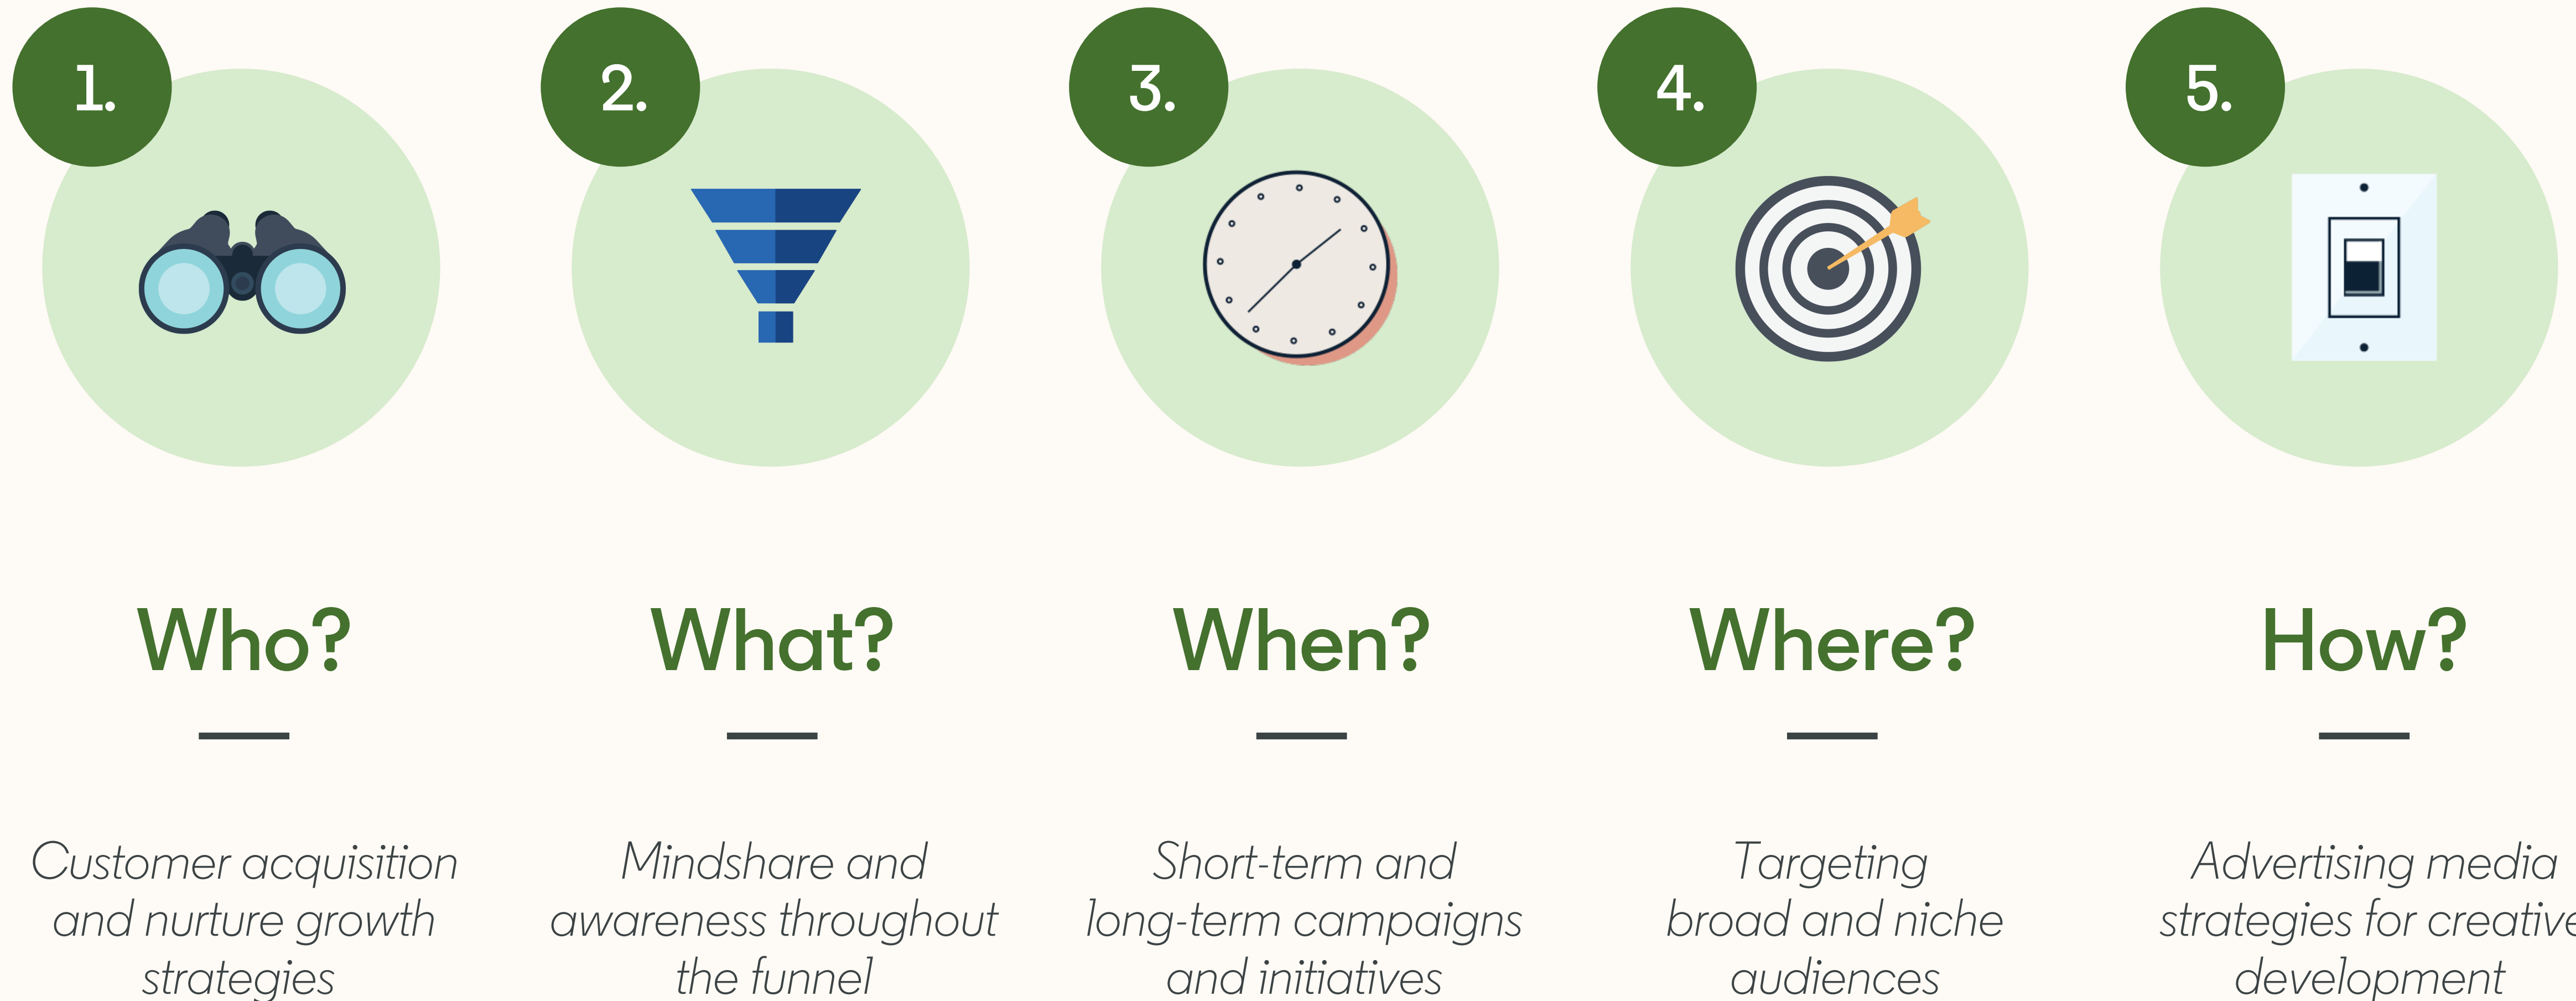 1.
2.
3.
4.
5.
Who?
What?
When?
Where?
How?
Customer acquisition
and nurture growth
strategies
Mindshare and
awareness throughout
the funnel
Short-term and
long-term campaigns
and initiatives
Targeting
broad and niche
audiences
Advertising media
strategies for creative
development